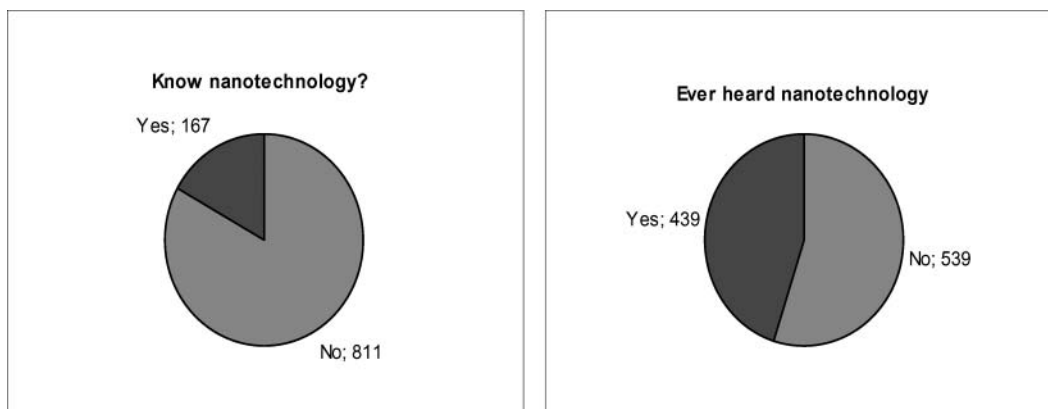 Know nanotechnology?
Yes; 167
No; 811
Ever heard nanotechnology
Yes; 439
No; 539